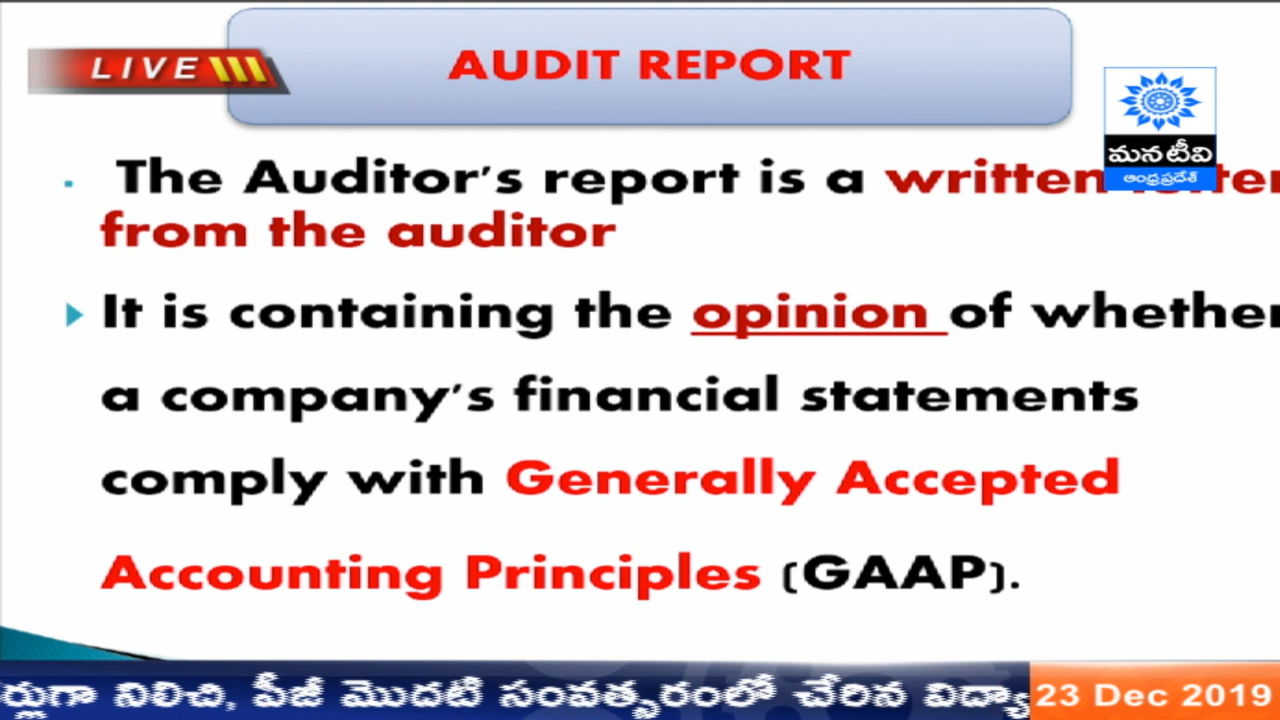 LIVE
AUDIT REPORT
మన టీవి
ఆంధ్రప్రదేశ్
The Auditor's report is a written
from the auditor
It is containing the opinion of whether
a company's financial statements
comply with Generally Accepted
Accounting Principles (GAAP).
ర్లుగా నిలిచి, పీజీ మొదటి సంవత్సరంలో చేరిన విద్యా
23 Dec 2019